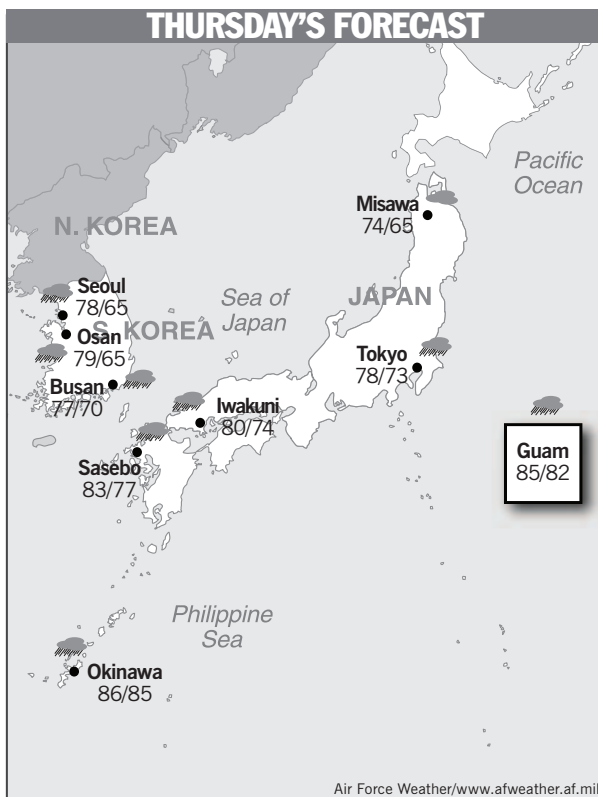 THURSDAY'S FORECAST
Pacific
Ocean
Misawa
74/65
N. KOREA
Seoul
78/65
Sea of
Japan
JAPAN
S. KOREA
Osan
79/65
Tokyo
78/73
Busan
77/70
Iwakuni
80/74
Guam
85/82
Sasebo
83/77
Philippine
Sea
Okinawa
86/85
Air Force Weather/www.afweather.af.mil